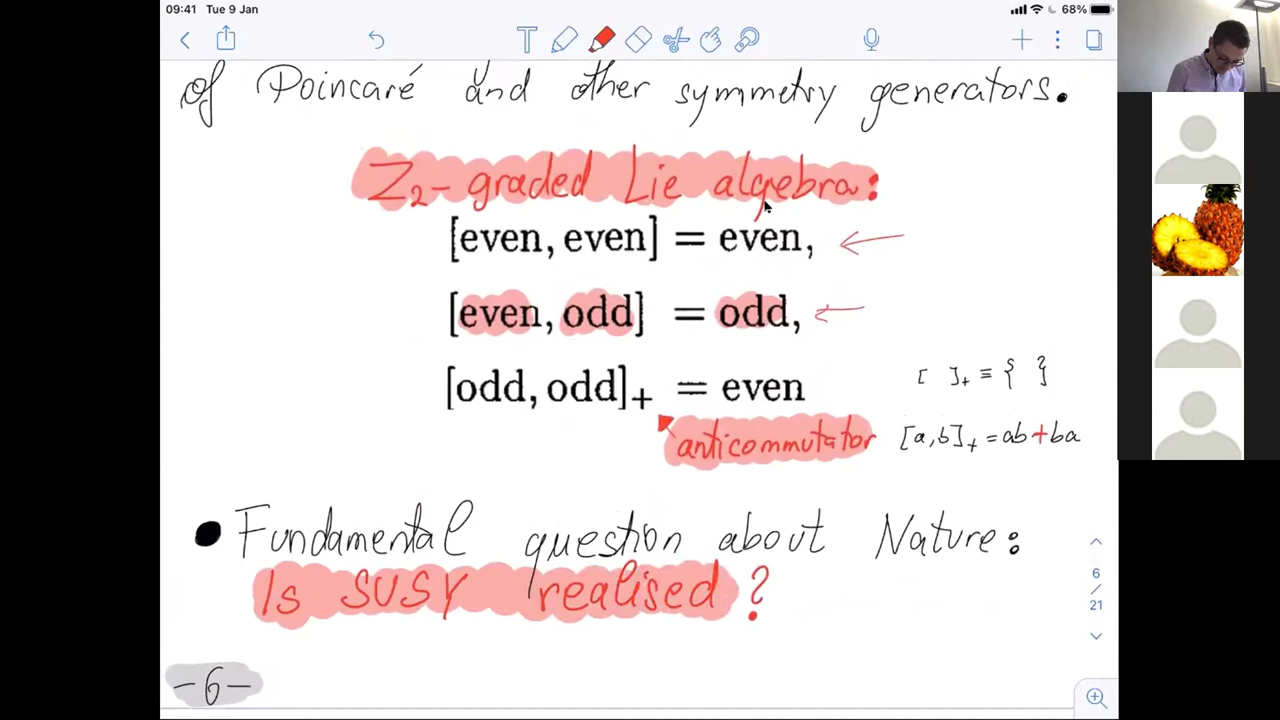 09:41 Tue 9 Jan 68%
T
of Poincaré and other symmetry generators.
Z₂-graded Lie algebra:
[even, even] = even,
[even, odd] = odd,
[odd, odd]₊ = even
[ ]₊ ≡ { }
anticommutator
[a,b]₊ = ab + ba
● Fundamental question about Nature:
Is SUSY realised?
6
/
21
-6-